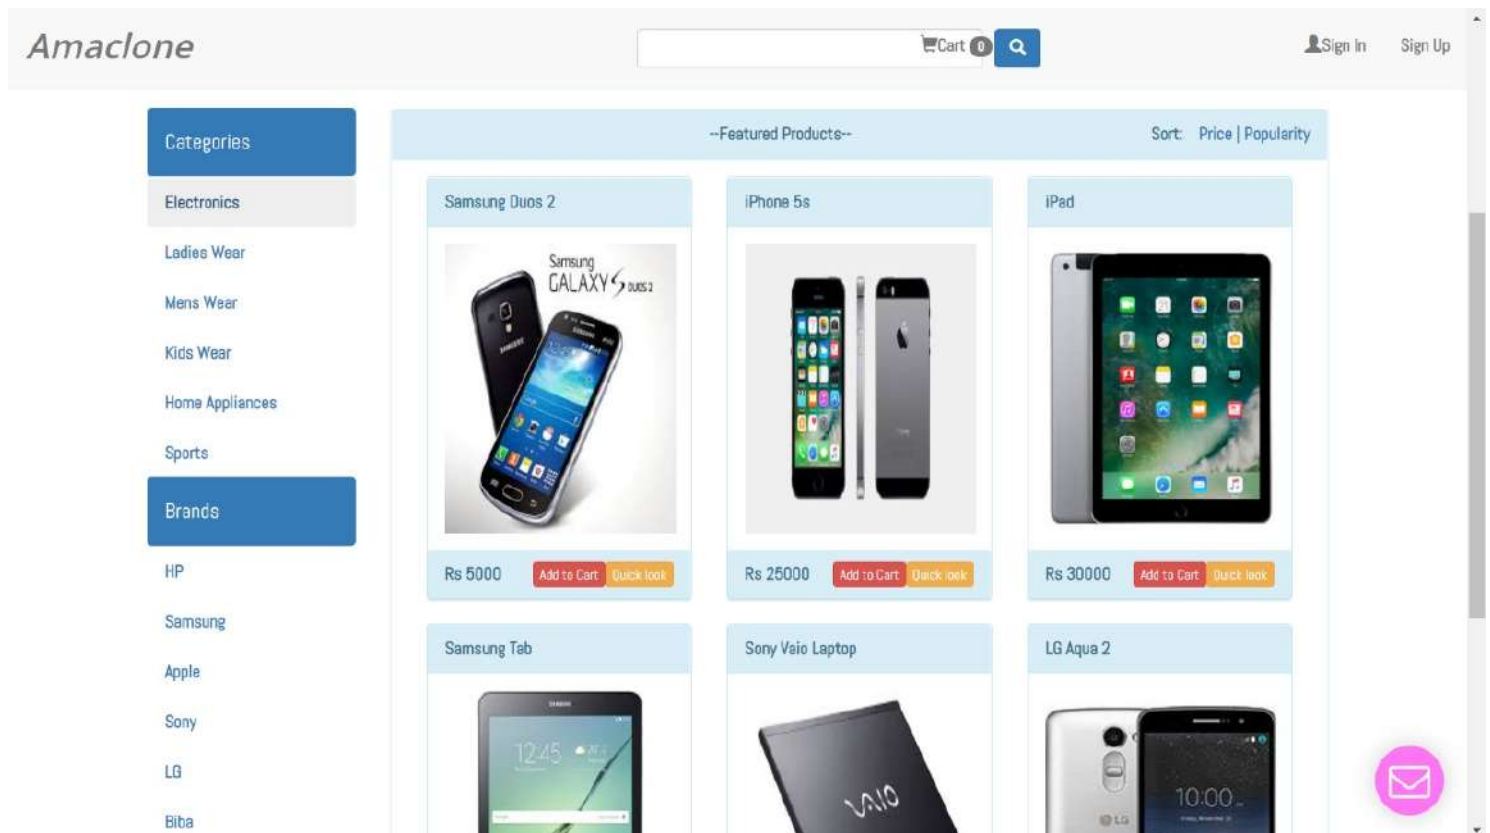 Amaclone
Cart 0
Sign In
Sign Up
Categories
Electronics
Ladies Wear
Mens Wear
Kids Wear
Home Appliances
Sports
Brands
HP
Samsung
Apple
Sony
LG
Biba
--Featured Products--
Sort: Price | Popularity
Samsung Duos 2
Samsung
GALAXY S DUOS 2
Rs 5000 Add to Cart Quick look
iPhone 5s
Rs 25000 Add to Cart Quick look
iPad
Rs 30000 Add to Cart Quick look
Samsung Tab
SAMSUNG
12:45
Sony Vaio Laptop
VAIO
LG Aqua 2
10:00
LG